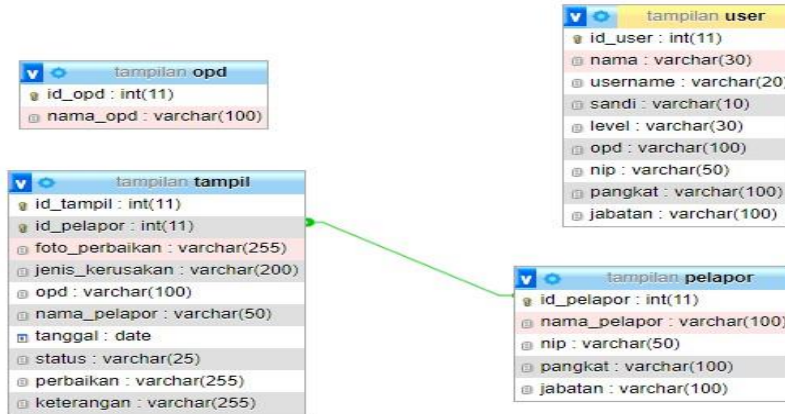 v tampilan opd
id_opd : int(11)
nama_opd : varchar(100)
v tampilan user
id_user : int(11)
nama : varchar(30)
username : varchar(20)
sandi : varchar(10)
level : varchar(30)
opd : varchar(100)
nip : varchar(50)
pangkat : varchar(100)
jabatan : varchar(100)
v tampilan tampil
id_tampil : int(11)
id_pelapor : int(11)
foto_perbaikan : varchar(255)
jenis_kerusakan : varchar(200)
opd : varchar(100)
nama_pelapor : varchar(50)
tanggal : date
status : varchar(25)
perbaikan : varchar(255)
keterangan : varchar(255)
v tampilan pelapor
id_pelapor : int(11)
nama_pelapor : varchar(100)
nip : varchar(50)
pangkat : varchar(100)
jabatan : varchar(100)